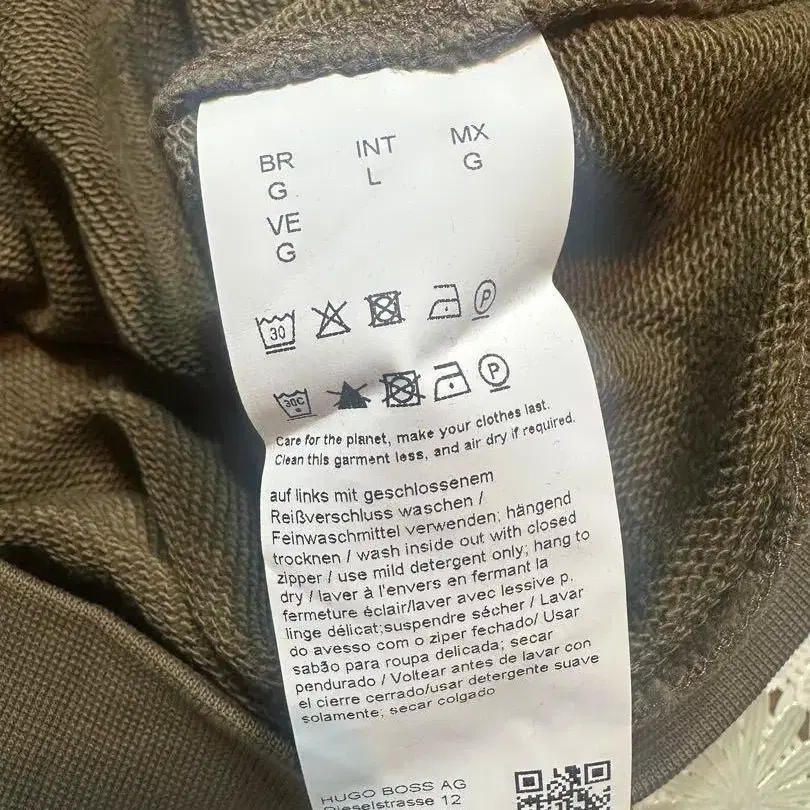 BR INT MX
G L G
VE
G
30 P
30C P
Care for the planet, make your clothes last.
Clean this garment less, and air dry if required.
auf links mit geschlossenem
Reißverschluss waschen /
Feinwaschmittel verwenden; hängend
trocknen / wash inside out with closed
zipper / use mild detergent only; hang to
dry / laver à l'envers en fermant la
fermeture éclair/laver avec lessive p.
linge délicat;suspendre sécher / Lavar
do avesso com o ziper fechado/ Usar
sabão para roupa delicada; secar
pendurado / Voltear antes de lavar con
el cierre cerrado/usar detergente suave
solamente; secar colgado
HUGO BOSS AG
Dieselstrasse 12